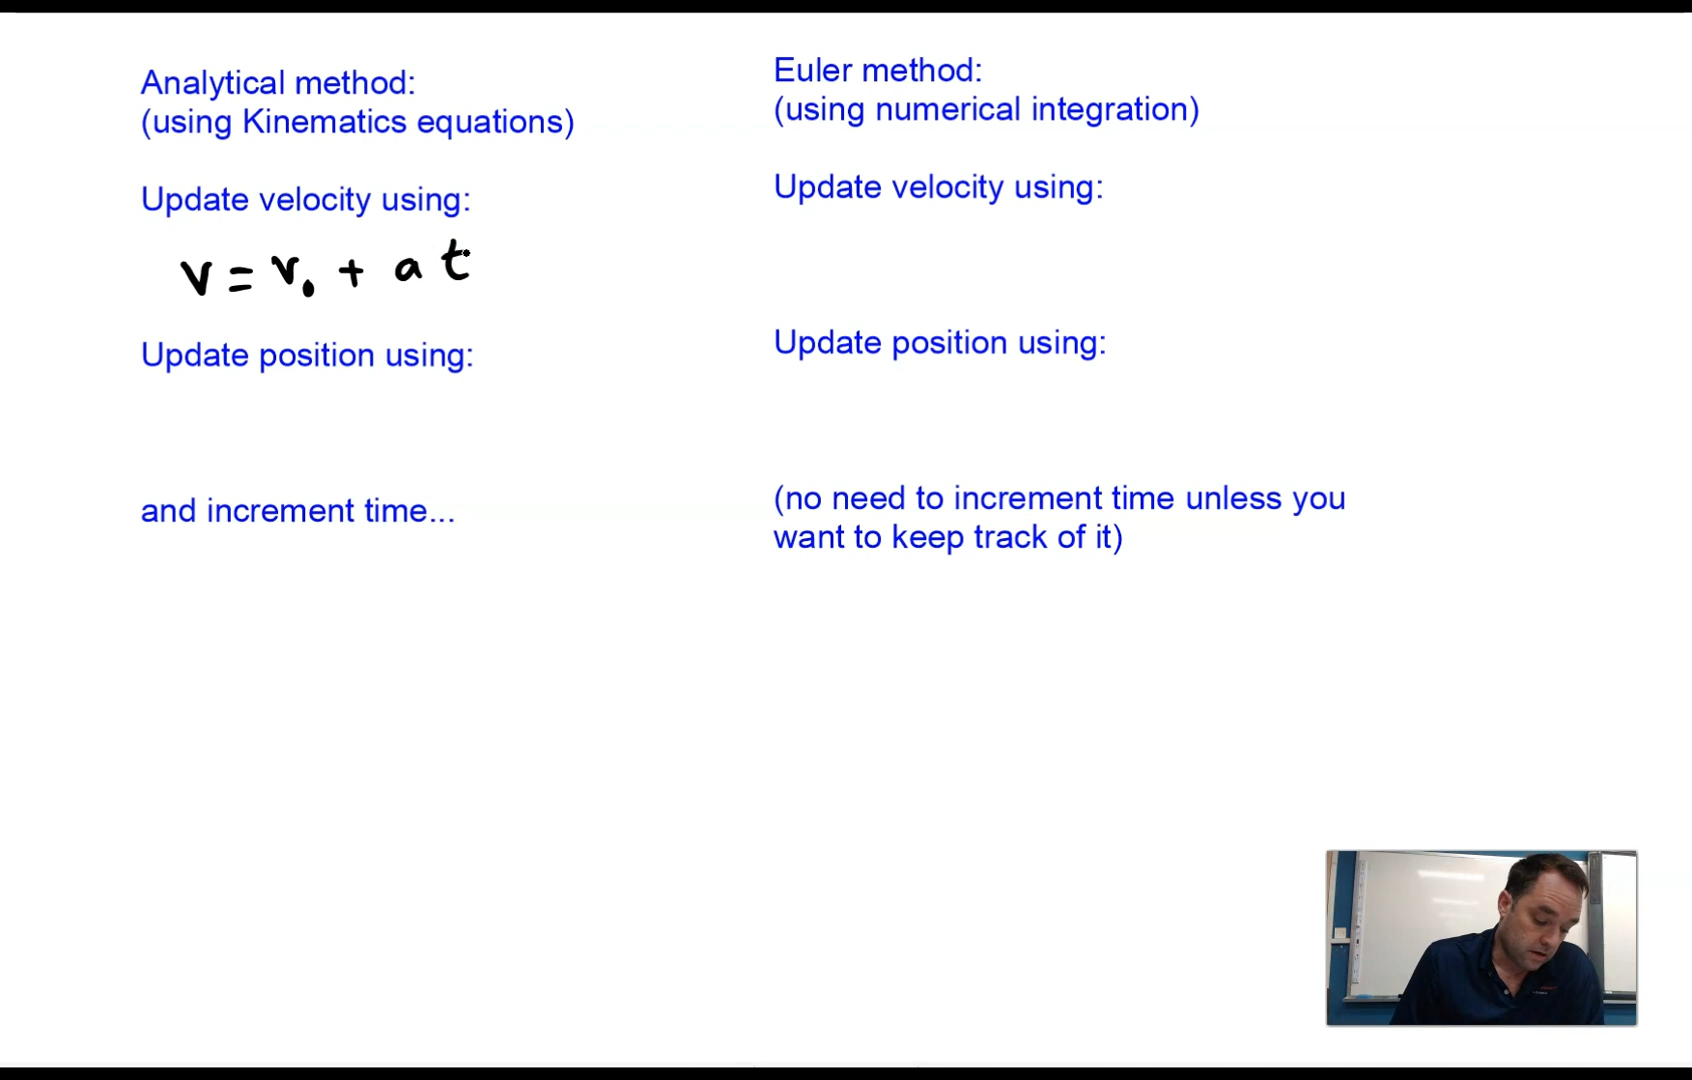 Analytical method:
(using Kinematics equations)
Update velocity using:
v = v₀ + a t
Update position using:
and increment time...
Euler method:
(using numerical integration)
Update velocity using:
Update position using:
(no need to increment time unless you
want to keep track of it)